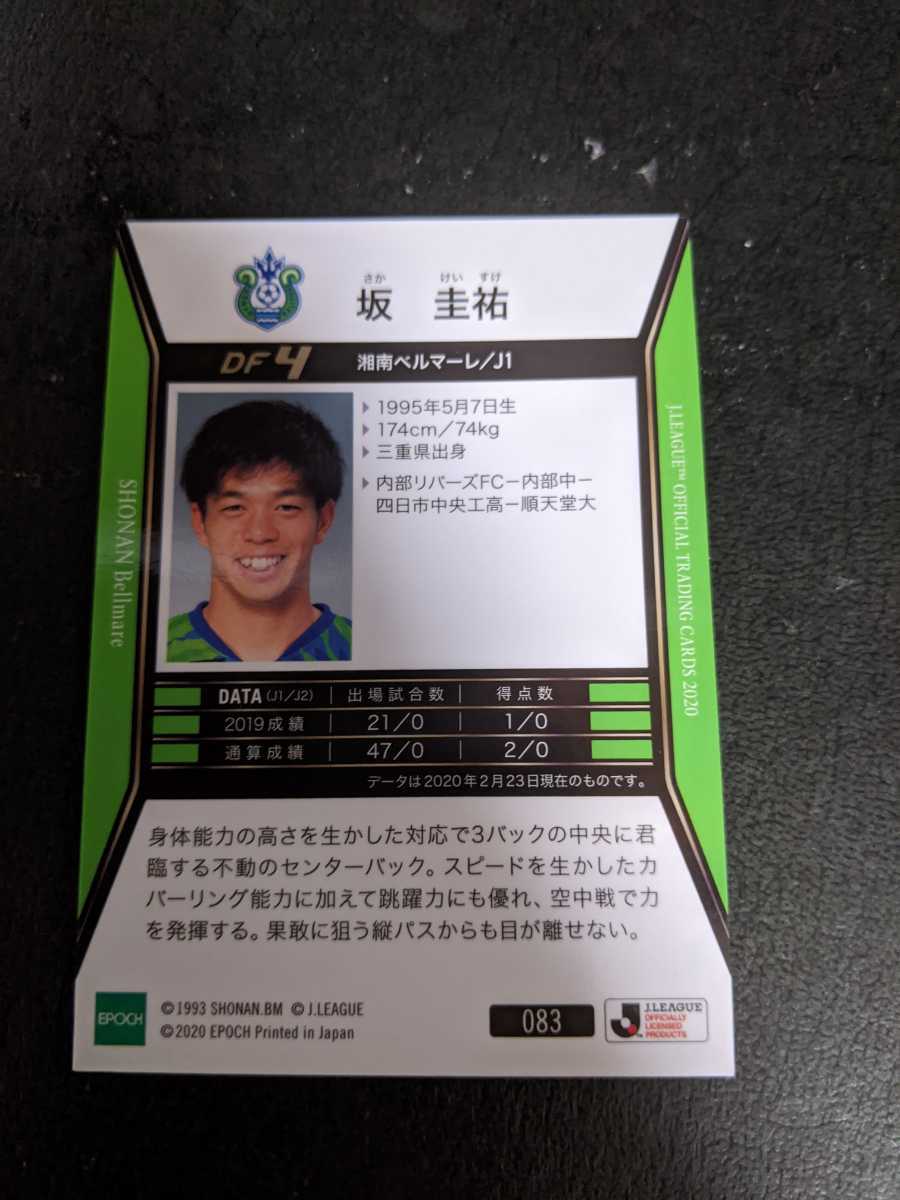 さか けい すけ
坂 圭祐
DF 4 湘南ベルマーレ/J1
1995年5月7日生
174cm/74kg
三重県出身
内部リバーズFC−内部中−
四日市中央工高−順天堂大
SHONAN Bellmare
J.LEAGUE™ OFFICIAL TRADING CARDS 2020
DATA (J1/J2) 出場試合数 得点数
2019成績 21/0 1/0
通算成績 47/0 2/0
データは2020年2月23日現在のものです。
身体能力の高さを生かした対応で3バックの中央に君
臨する不動のセンターバック。スピードを生かしたカ
バーリング能力に加えて跳躍力にも優れ、空中戦で力
を発揮する。果敢に狙う縦パスからも目が離せない。
EPOCH
©1993 SHONAN.BM ©J.LEAGUE
©2020 EPOCH Printed in Japan
083
J.LEAGUE
OFFICIALLY
LICENSED
PRODUCTS